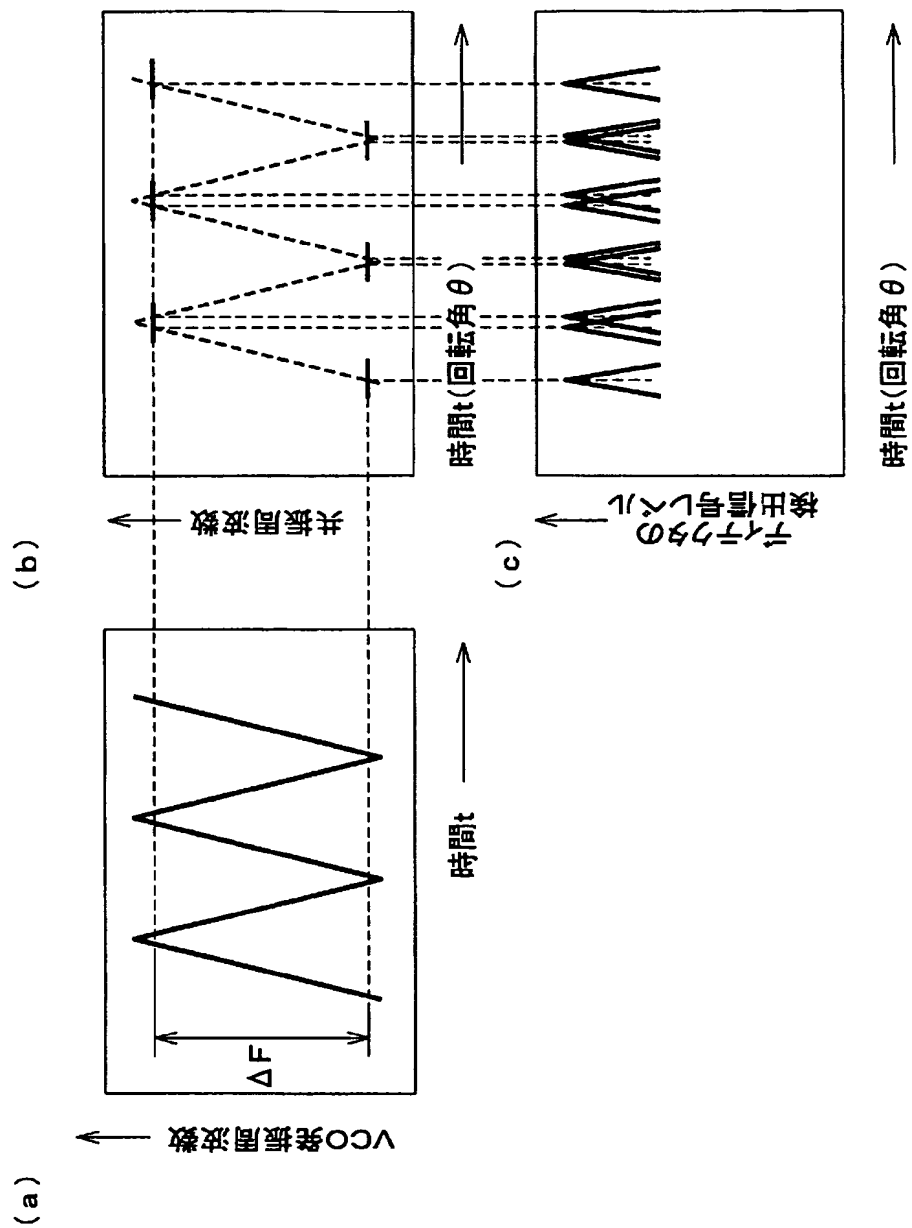 (a)
VCO発振周波数
ΔF
時間t
(b)
共振周波数
時間t(回転角θ)
(c)
ディテクタの
検出信号レベル
時間t(回転角θ)